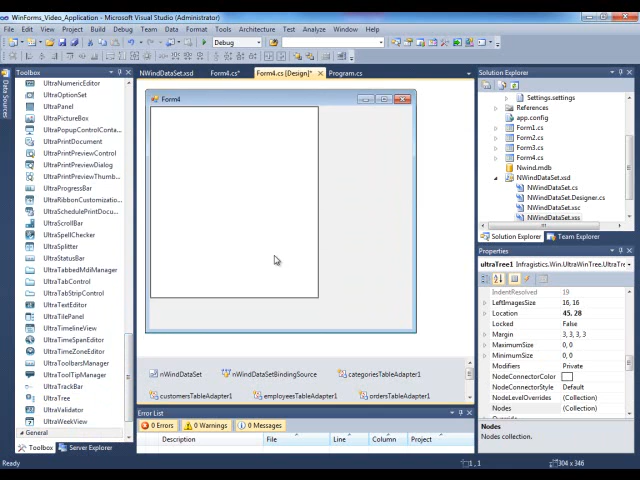 WinForms_Video_Application - Microsoft Visual Studio (Administrator)
File Edit View Project Build Debug Team Data Format Tools Architecture Test Analyze Window Help
Debug
Toolbox
UltraNumericEditor
UltraOptionSet
UltraPanel
UltraPictureBox
UltraPopupControlConta...
UltraPrintDocument
UltraPrintPreviewControl
UltraPrintPreviewDialog
UltraPrintPreviewThumb...
UltraProgressBar
UltraRibbonCustomizatio...
UltraSchedulePrintDocu...
UltraScrollBar
UltraSpellChecker
UltraSplitter
UltraStatusBar
UltraTabbedMdiManager
UltraTabControl
UltraTabStripControl
UltraTextEditor
UltraTilePanel
UltraTimelineView
UltraTimeSpanEditor
UltraTimeZoneEditor
UltraToolbarsManager
UltraToolTipManager
UltraTrackBar
UltraTree
UltraValidator
UltraWeekView
General
Toolbox Server Explorer
Data Sources
NWindDataSet.xsd Form4.cs* Form4.cs [Design]* Program.cs
Form4
nWindDataSet nWindDataSetBindingSource categoriesTableAdapter1
customersTableAdapter1 employeesTableAdapter1 ordersTableAdapter1
Error List
0 Errors 0 Warnings 0 Messages
Description File Line Column Project
Solution Explorer
Settings.settings
References
app.config
Form1.cs
Form2.cs
Form3.cs
Form4.cs
Nwind.mdb
NWindDataSet.xsd
NWindDataSet.cs
NWindDataSet.Designer.cs
NWindDataSet.xsc
NWindDataSet.xss
Solution Explorer Team Explorer
Properties
ultraTree1 Infragistics.Win.UltraWinTree.UltraTre
IndentResolved 19
LeftImagesSize 16, 16
Location 45, 28
Locked False
Margin 3, 3, 3, 3
MaximumSize 0, 0
MinimumSize 0, 0
Modifiers Private
NodeConnectorColor
NodeConnectorStyle Default
NodeLevelOverrides (Collection)
Nodes (Collection)
Nodes
Nodes collection.
Ready 1 , 1 304 x 346